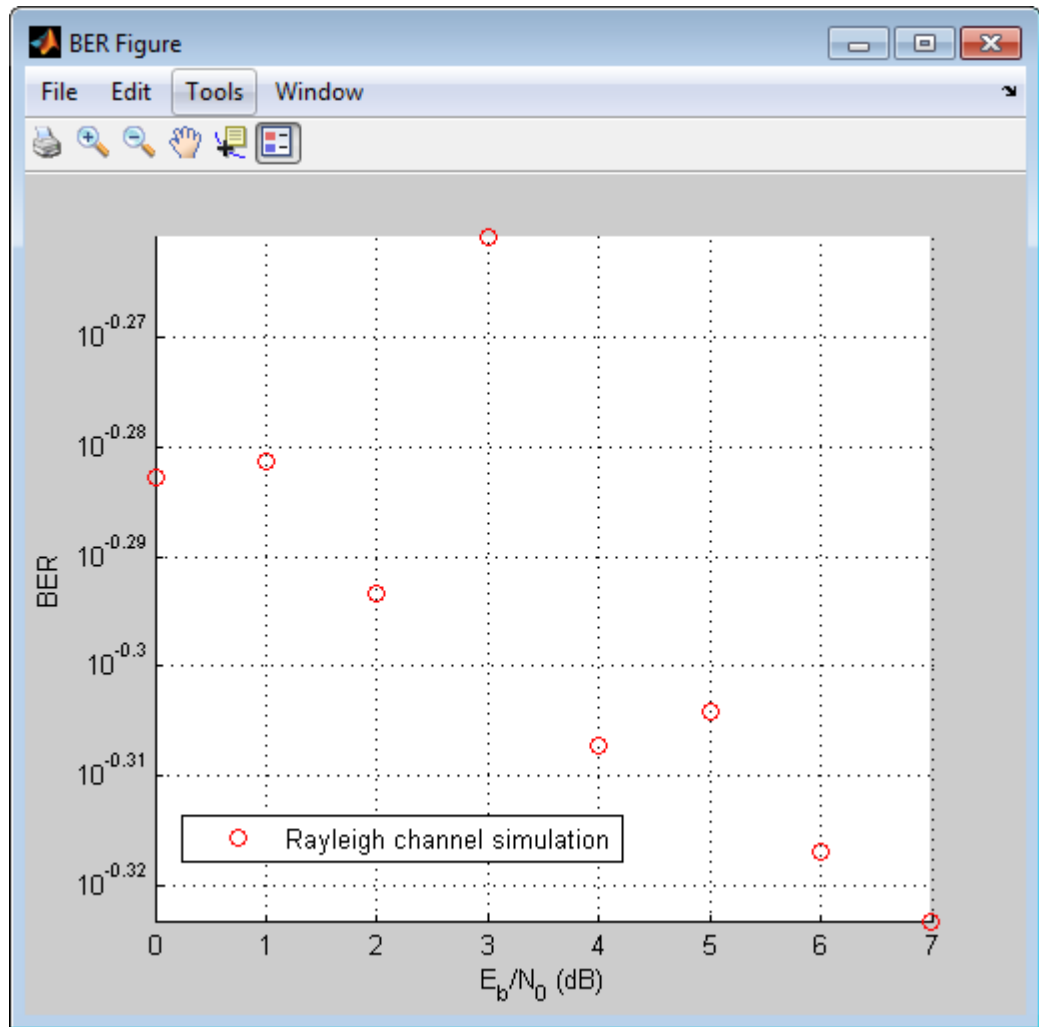 BER Figure
File Edit Tools Window
10^-0.27
10^-0.28
10^-0.29
10^-0.3
10^-0.31
10^-0.32
BER
Rayleigh channel simulation
0 1 2 3 4 5 6 7
E_b/N_0 (dB)